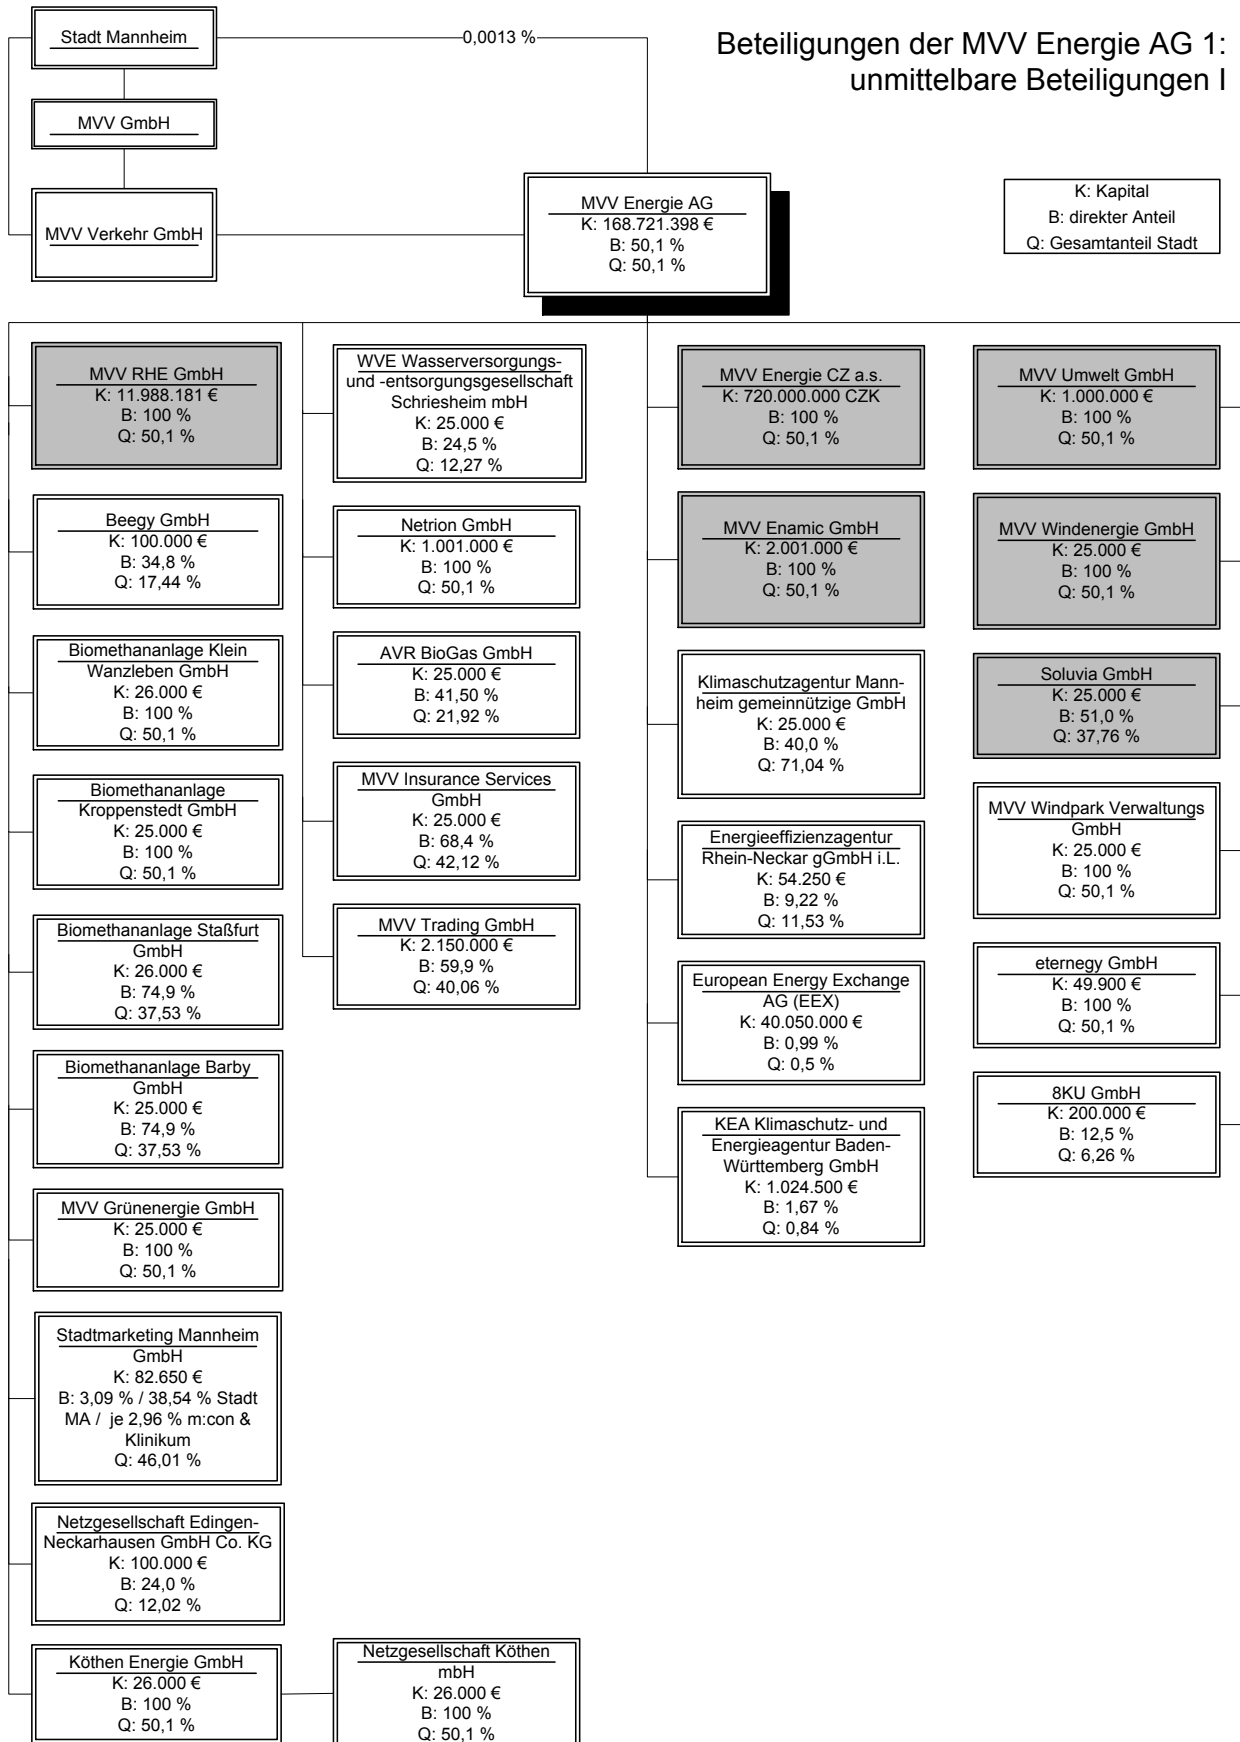 Stadt Mannheim
0,0013 %
Beteiligungen der MVV Energie AG 1:
unmittelbare Beteiligungen I
MVV GmbH
MVV Verkehr GmbH
MVV Energie AG
K: 168.721.398 €
B: 50,1 %
Q: 50,1 %
K: Kapital
B: direkter Anteil
Q: Gesamtanteil Stadt
MVV RHE GmbH
K: 11.988.181 €
B: 100 %
Q: 50,1 %
Beegy GmbH
K: 100.000 €
B: 34,8 %
Q: 17,44 %
Biomethananlage Klein
Wanzleben GmbH
K: 26.000 €
B: 100 %
Q: 50,1 %
Biomethananlage
Kroppenstedt GmbH
K: 25.000 €
B: 100 %
Q: 50,1 %
Biomethananlage Staßfurt
GmbH
K: 26.000 €
B: 74,9 %
Q: 37,53 %
Biomethananlage Barby
GmbH
K: 25.000 €
B: 74,9 %
Q: 37,53 %
MVV Grünenergie GmbH
K: 25.000 €
B: 100 %
Q: 50,1 %
Stadtmarketing Mannheim
GmbH
K: 82.650 €
B: 3,09 % / 38,54 % Stadt
MA / je 2,96 % m:con &
Klinikum
Q: 46,01 %
Netzgesellschaft Edingen-
Neckarhausen GmbH Co. KG
K: 100.000 €
B: 24,0 %
Q: 12,02 %
Köthen Energie GmbH
K: 26.000 €
B: 100 %
Q: 50,1 %
Netzgesellschaft Köthen
mbH
K: 26.000 €
B: 100 %
Q: 50,1 %
WVE Wasserversorgungs-
und -entsorgungsgesellschaft
Schriesheim mbH
K: 25.000 €
B: 24,5 %
Q: 12,27 %
Netrion GmbH
K: 1.001.000 €
B: 100 %
Q: 50,1 %
AVR BioGas GmbH
K: 25.000 €
B: 41,50 %
Q: 21,92 %
MVV Insurance Services
GmbH
K: 25.000 €
B: 68,4 %
Q: 42,12 %
MVV Trading GmbH
K: 2.150.000 €
B: 59,9 %
Q: 40,06 %
MVV Energie CZ a.s.
K: 720.000.000 CZK
B: 100 %
Q: 50,1 %
MVV Enamic GmbH
K: 2.001.000 €
B: 100 %
Q: 50,1 %
Klimaschutzagentur Mann-
heim gemeinnützige GmbH
K: 25.000 €
B: 40,0 %
Q: 71,04 %
Energieeffizienzagentur
Rhein-Neckar gGmbH i.L.
K: 54.250 €
B: 9,22 %
Q: 11,53 %
European Energy Exchange
AG (EEX)
K: 40.050.000 €
B: 0,99 %
Q: 0,5 %
KEA Klimaschutz- und
Energieagentur Baden-
Württemberg GmbH
K: 1.024.500 €
B: 1,67 %
Q: 0,84 %
MVV Umwelt GmbH
K: 1.000.000 €
B: 100 %
Q: 50,1 %
MVV Windenergie GmbH
K: 25.000 €
B: 100 %
Q: 50,1 %
Soluvia GmbH
K: 25.000 €
B: 51,0 %
Q: 37,76 %
MVV Windpark Verwaltungs
GmbH
K: 25.000 €
B: 100 %
Q: 50,1 %
eternegy GmbH
K: 49.900 €
B: 100 %
Q: 50,1 %
8KU GmbH
K: 200.000 €
B: 12,5 %
Q: 6,26 %